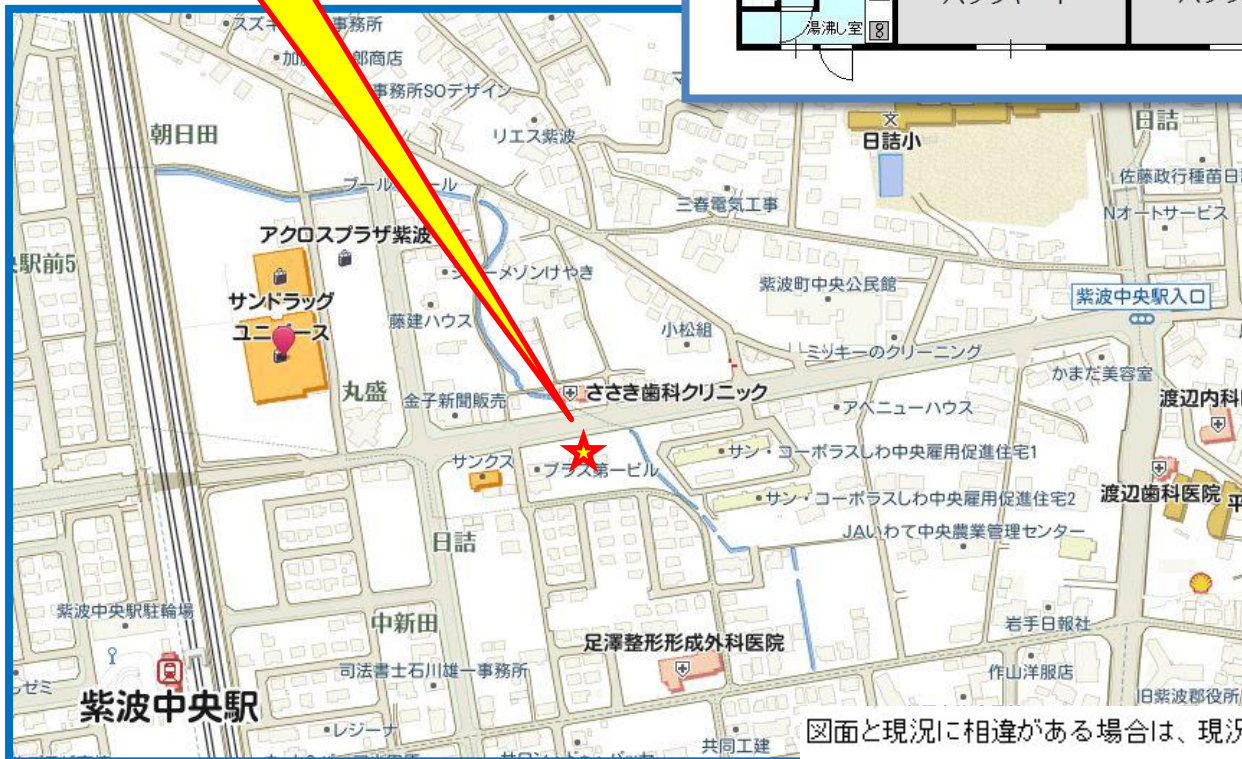 湯沸し室
事務所
郎商店
事務所SOデザイン
朝日田
リエス紫波
日詰小
日詰
佐藤政行種苗日
三春電気工事
Nオートサービス
アクロスプラザ紫波
駅前5
メゾンけやき
紫波町中央公民館
紫波中央駅入口
サンドラッグ
ユニバース
藤建ハウス
小松組
ミッキーのクリーニング
かまだ美容室
丸盛
金子新聞販売
ささき歯科クリニック
アベニューハウス
渡辺内科
サンクス
プラス第一ビル
サン・コーポラスしわ中央雇用促進住宅1
サン・コーポラスしわ中央雇用促進住宅2
渡辺歯科医院
平
JAいわて中央農業管理センター
日詰
紫波中央駅駐輪場
中新田
足澤整形形成外科医院
岩手日報社
司法書士石川雄一事務所
作山洋服店
ゼミ
紫波中央駅
旧紫波郡役所
レジーナ
共同工建
図面と現況に相違がある場合は、現況